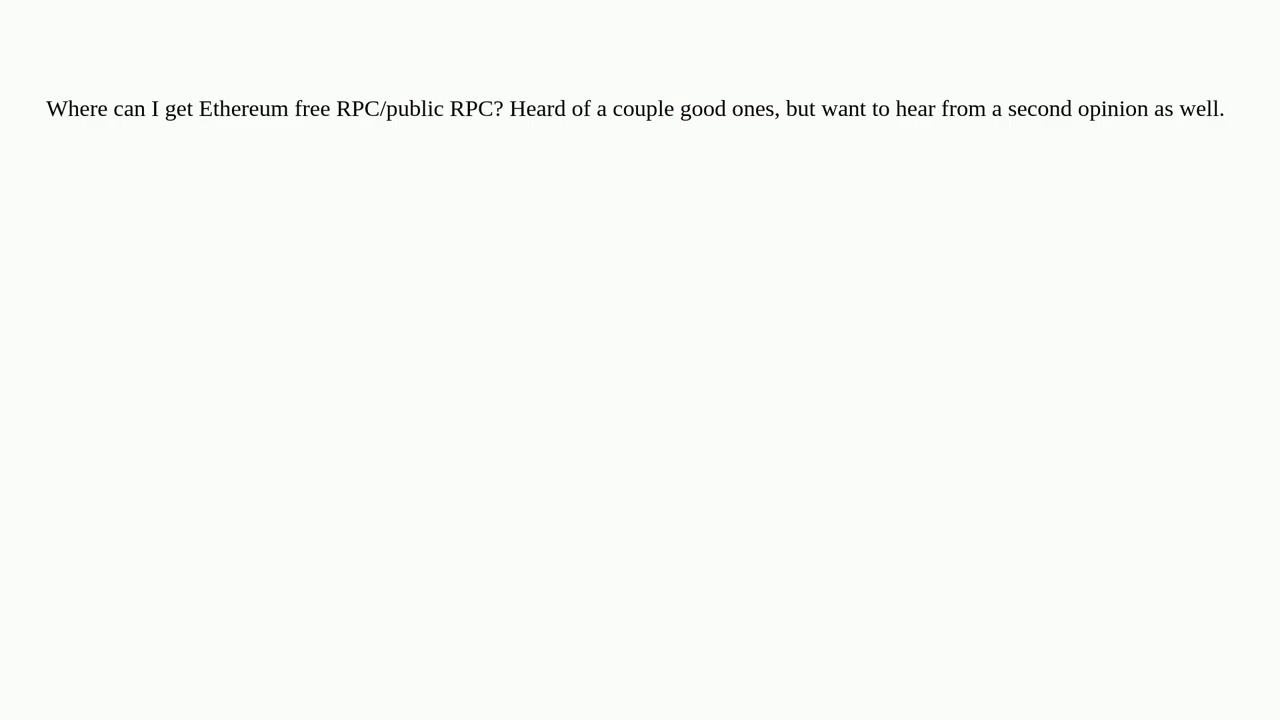 Where can I get Ethereum free RPC/public RPC? Heard of a couple good ones, but want to hear from a second opinion as well.